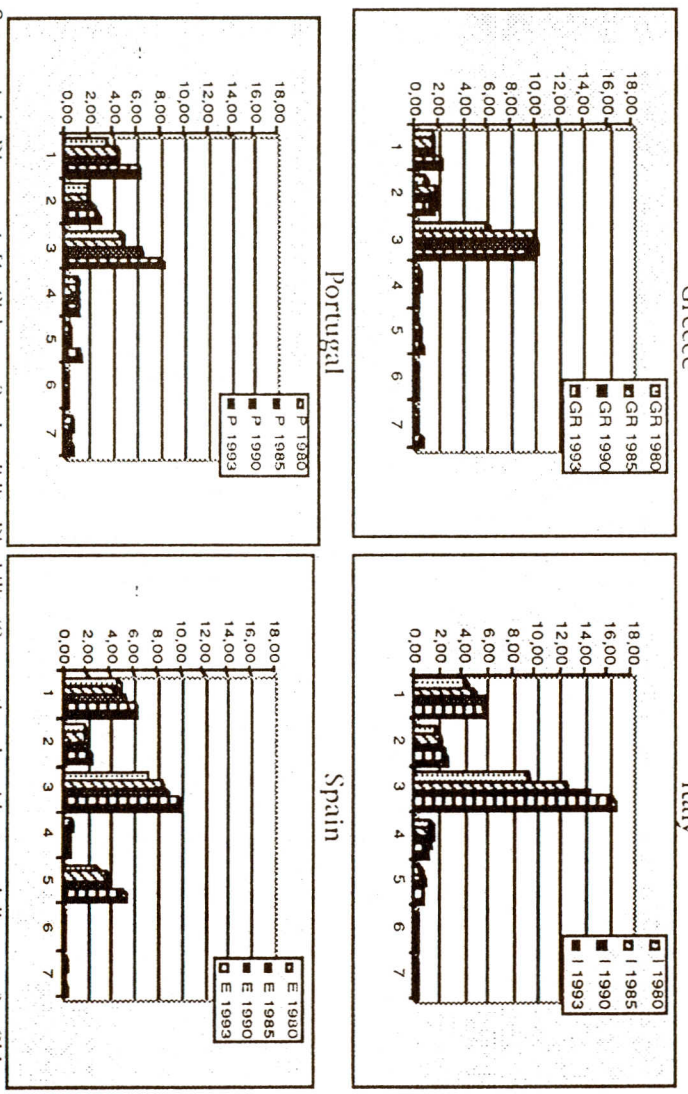 Greece
18,00
16,00
14,00
12,00
10,00
8,00
6,00
4,00
2,00
0,00
1 2 3 4 5 6 7
GR 1980
GR 1985
GR 1990
GR 1993
Italy
18,00
16,00
14,00
12,00
10,00
8,00
6,00
4,00
2,00
0,00
1 2 3 4 5 6 7
I 1980
I 1985
I 1990
I 1993
Portugal
18,00
16,00
14,00
12,00
10,00
8,00
6,00
4,00
2,00
0,00
1 2 3 4 5 6 7
P 1980
P 1985
P 1990
P 1993
Spain
18,00
16,00
14,00
12,00
10,00
8,00
6,00
4,00
2,00
0,00
1 2 3 4 5 6 7
E 1980
E 1985
E 1990
E 1993